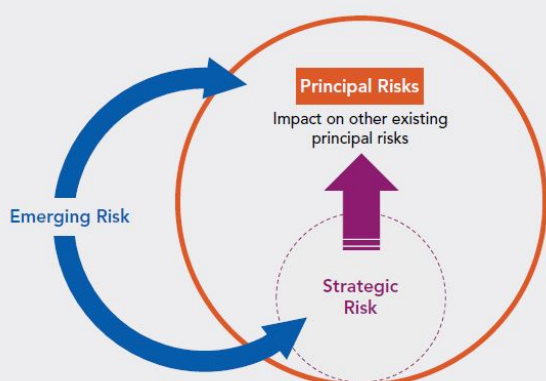 Principal Risks
Impact on other existing
principal risks
Emerging Risk
Strategic
Risk